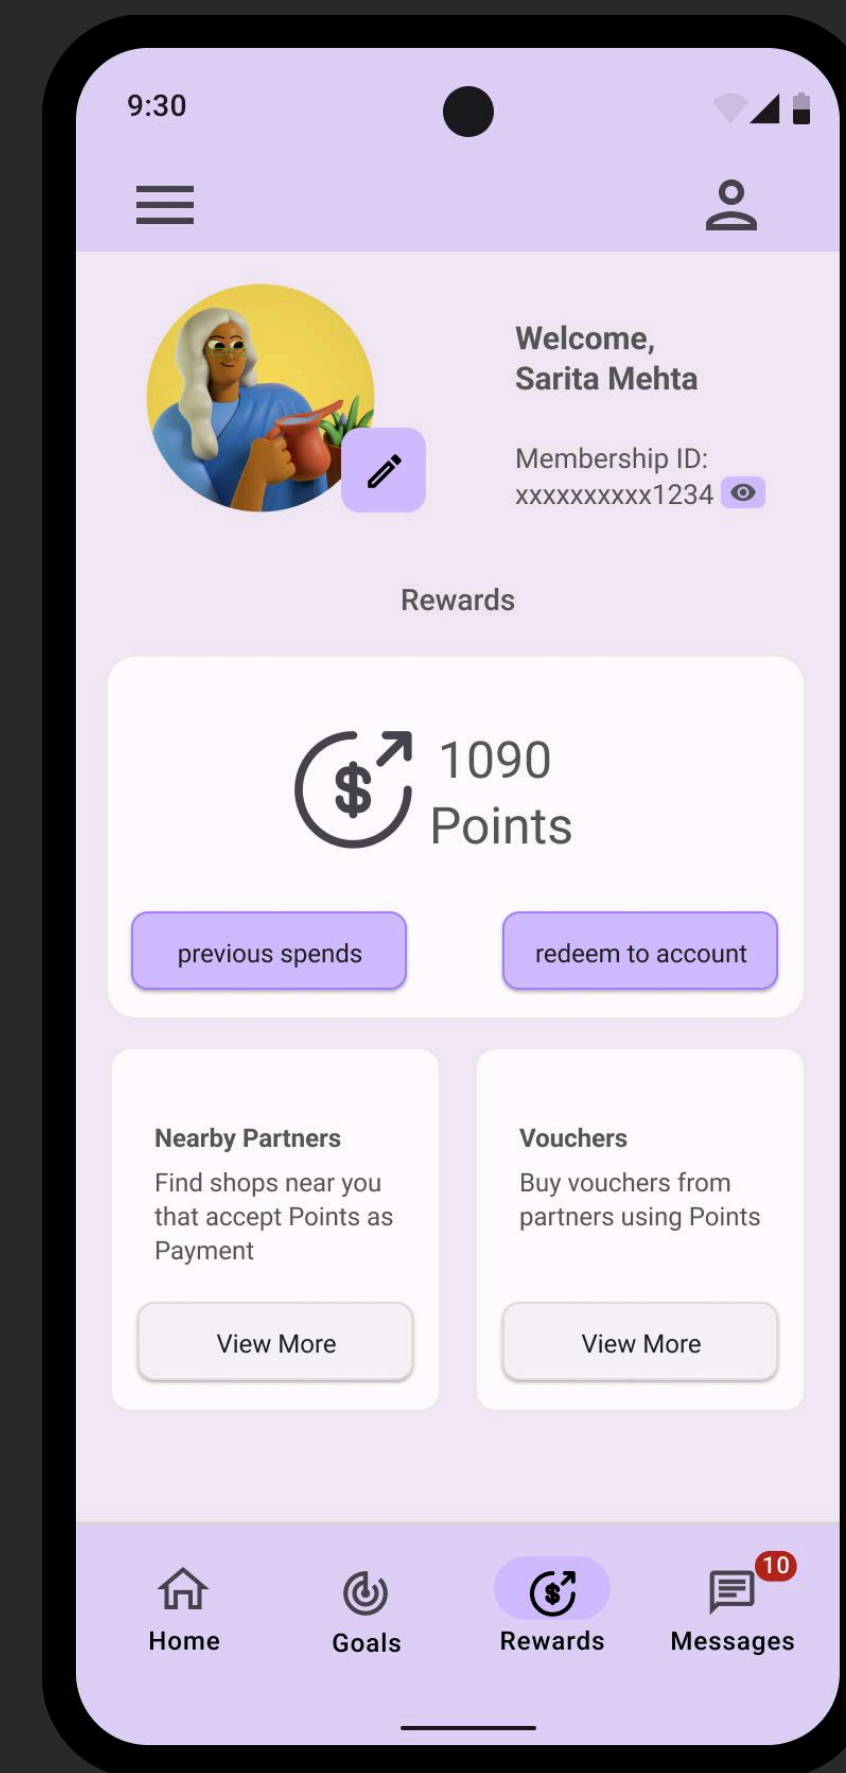 9:30
Welcome,
Sarita Mehta
Membership ID:
xxxxxxxxxx1234
Rewards
$
1090
Points
previous spends
redeem to account
Nearby Partners
Find shops near you
that accept Points as
Payment
View More
Vouchers
Buy vouchers from
partners using Points
View More
Home
Goals
$
Rewards
10
Messages